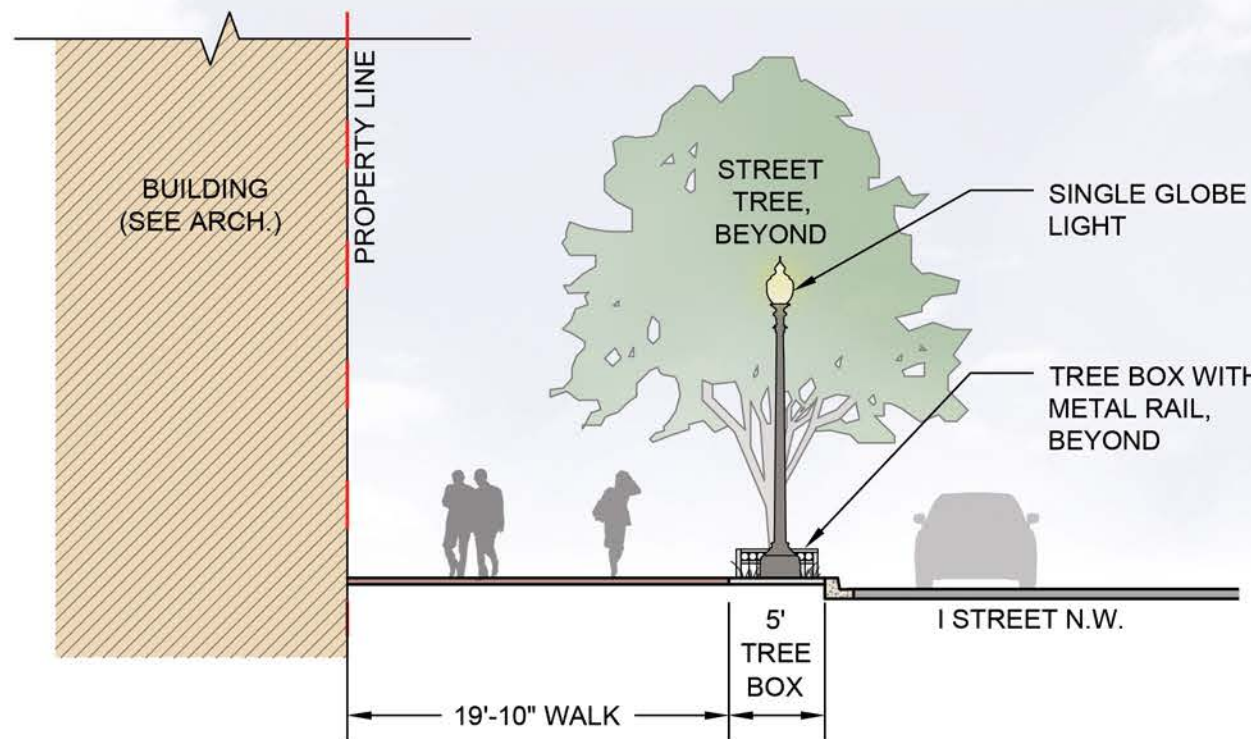 PROPERTY LINE
BUILDING
(SEE ARCH.)
STREET
TREE,
BEYOND
SINGLE GLOBE
LIGHT
TREE BOX WITH
METAL RAIL,
BEYOND
I STREET N.W.
5'
TREE
BOX
19'-10" WALK